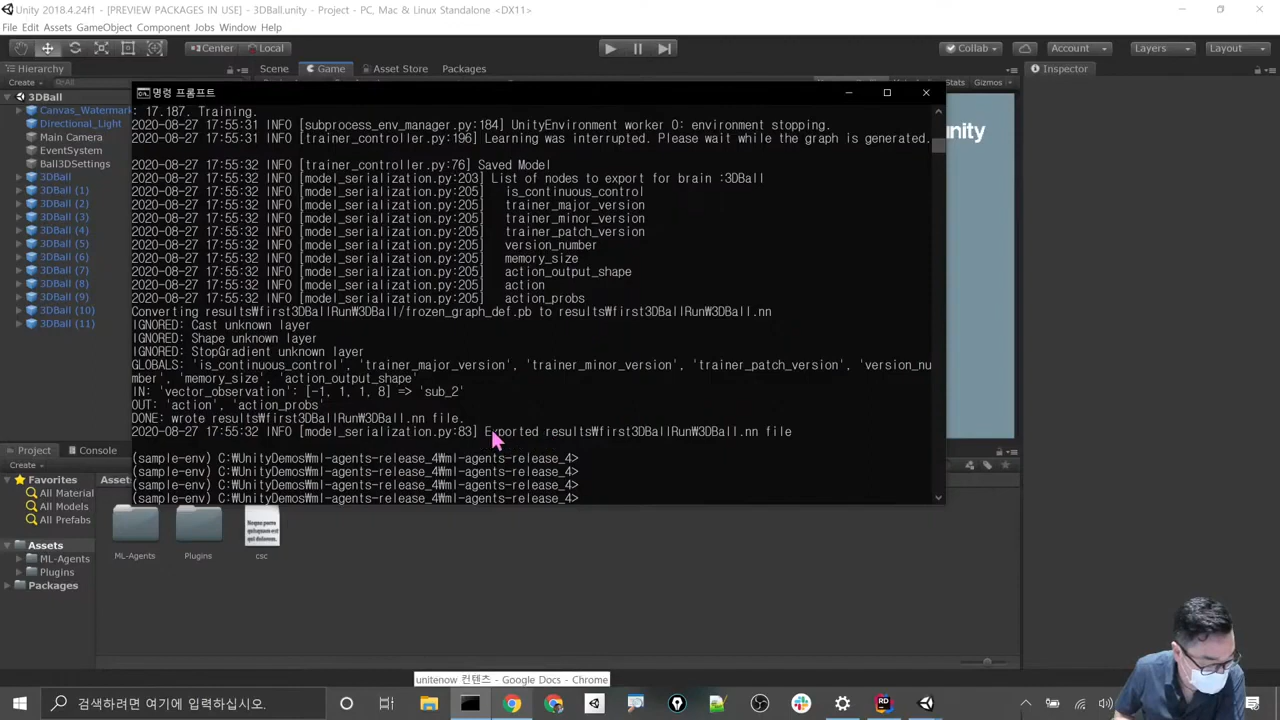 Unity 2018.4.24f1 - [PREVIEW PACKAGES IN USE] - 3DBall.unity - Project - PC, Mac & Linux Standalone <DX11>
File Edit Assets GameObject Component Jobs Window Help
Center Local Collab Account Layers Layout
Hierarchy Scene Game Asset Store Packages Inspector
Create All Stats Gizmos
명령 프롬프트
3DBall
Canvas_Watermark
Directional_Light
Main Camera
EventSystem
Ball3DSettings
3DBall
3DBall (1)
3DBall (2)
3DBall (3)
3DBall (4)
3DBall (5)
3DBall (6)
3DBall (7)
3DBall (8)
3DBall (9)
3DBall (10)
3DBall (11)
: 17.187. Training.
2020-08-27 17:55:31 INFO [subprocess_env_manager.py:184] UnityEnvironment worker 0: environment stopping.
2020-08-27 17:55:31 INFO [trainer_controller.py:196] Learning was interrupted. Please wait while the graph is generated.
2020-08-27 17:55:32 INFO [trainer_controller.py:76] Saved Model
2020-08-27 17:55:32 INFO [model_serialization.py:203] List of nodes to export for brain :3DBall
2020-08-27 17:55:32 INFO [model_serialization.py:205] is_continuous_control
2020-08-27 17:55:32 INFO [model_serialization.py:205] trainer_major_version
2020-08-27 17:55:32 INFO [model_serialization.py:205] trainer_minor_version
2020-08-27 17:55:32 INFO [model_serialization.py:205] trainer_patch_version
2020-08-27 17:55:32 INFO [model_serialization.py:205] version_number
2020-08-27 17:55:32 INFO [model_serialization.py:205] memory_size
2020-08-27 17:55:32 INFO [model_serialization.py:205] action_output_shape
2020-08-27 17:55:32 INFO [model_serialization.py:205] action
2020-08-27 17:55:32 INFO [model_serialization.py:205] action_probs
Converting results₩first3DBallRun₩3DBall/frozen_graph_def.pb to results₩first3DBallRun₩3DBall.nn
IGNORED: Cast unknown layer
IGNORED: Shape unknown layer
IGNORED: StopGradient unknown layer
GLOBALS: 'is_continuous_control', 'trainer_major_version', 'trainer_minor_version', 'trainer_patch_version', 'version_nu
mber', 'memory_size', 'action_output_shape'
IN: 'vector_observation': [-1, 1, 1, 8] => 'sub_2'
OUT: 'action', 'action_probs'
DONE: wrote results₩first3DBallRun₩3DBall.nn file.
2020-08-27 17:55:32 INFO [model_serialization.py:83] Exported results₩first3DBallRun₩3DBall.nn file
(sample-env) C:₩UnityDemos₩ml-agents-release_4₩ml-agents-release_4>
(sample-env) C:₩UnityDemos₩ml-agents-release_4₩ml-agents-release_4>
(sample-env) C:₩UnityDemos₩ml-agents-release_4₩ml-agents-release_4>
(sample-env) C:₩UnityDemos₩ml-agents-release_4₩ml-agents-release_4>
unity
Project Console
Create
Favorites
All Material
All Models
All Prefabs
Assets
ML-Agents
Plugins
Packages
Assets
ML-Agents Plugins csc
unitenow 컨텐츠 - Google Docs - Chrome
검색하려면 여기에 입력하십시오.